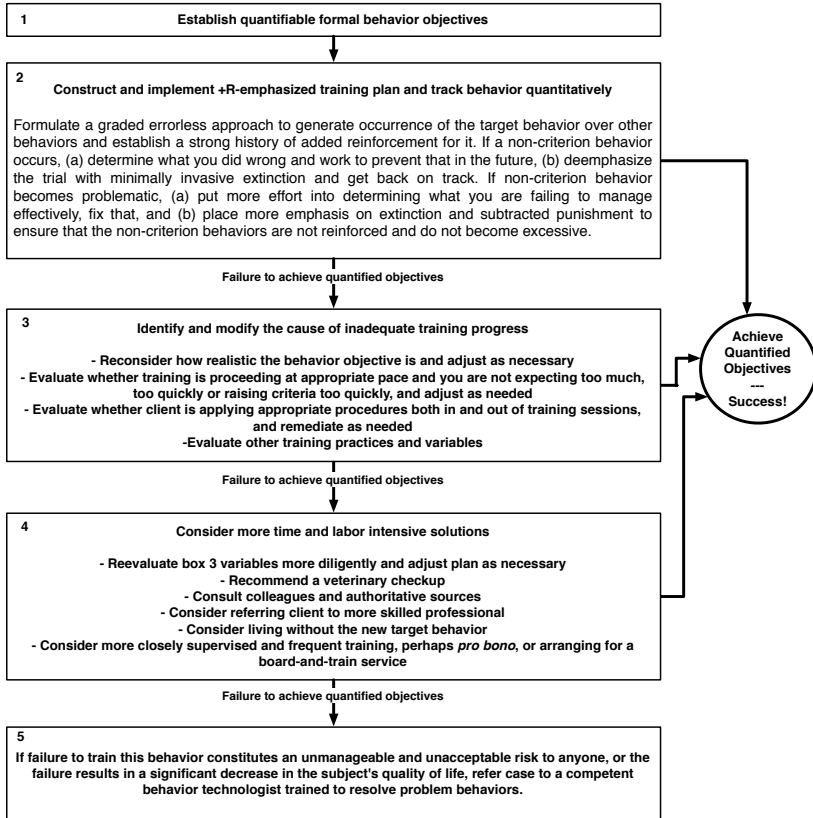 1
Establish quantifiable formal behavior objectives
2
Construct and implement +R-emphasized training plan and track behavior quantitatively
Formulate a graded errorless approach to generate occurrence of the target behavior over other
behaviors and establish a strong history of added reinforcement for it. If a non-criterion behavior
occurs, (a) determine what you did wrong and work to prevent that in the future, (b) deemphasize
the trial with minimally invasive extinction and get back on track. If non-criterion behavior
becomes problematic, (a) put more effort into determining what you are failing to manage
effectively, fix that, and (b) place more emphasis on extinction and subtracted punishment to
ensure that the non-criterion behaviors are not reinforced and do not become excessive.
Failure to achieve quantified objectives
3
Identify and modify the cause of inadequate training progress
- Reconsider how realistic the behavior objective is and adjust as necessary
- Evaluate whether training is proceeding at appropriate pace and you are not expecting too much,
too quickly or raising criteria too quickly, and adjust as needed
- Evaluate whether client is applying appropriate procedures both in and out of training sessions,
and remediate as needed
-Evaluate other training practices and variables
Achieve
Quantified
Objectives
---
Success!
Failure to achieve quantified objectives
4
Consider more time and labor intensive solutions
- Reevaluate box 3 variables more diligently and adjust plan as necessary
- Recommend a veterinary checkup
- Consult colleagues and authoritative sources
- Consider referring client to more skilled professional
- Consider living without the new target behavior
- Consider more closely supervised and frequent training, perhaps pro bono, or arranging for a
board-and-train service
Failure to achieve quantified objectives
5
If failure to train this behavior constitutes an unmanageable and unacceptable risk to anyone, or the
failure results in a significant decrease in the subject's quality of life, refer case to a competent
behavior technologist trained to resolve problem behaviors.